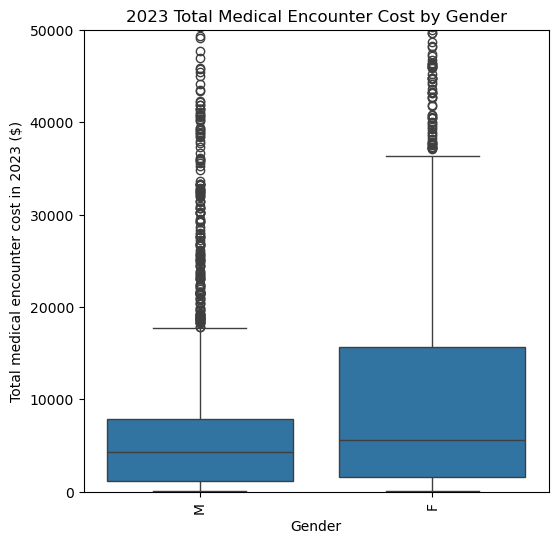 2023 Total Medical Encounter Cost by Gender
50000
40000
30000
20000
10000
0
Total medical encounter cost in 2023 ($)
M
F
Gender